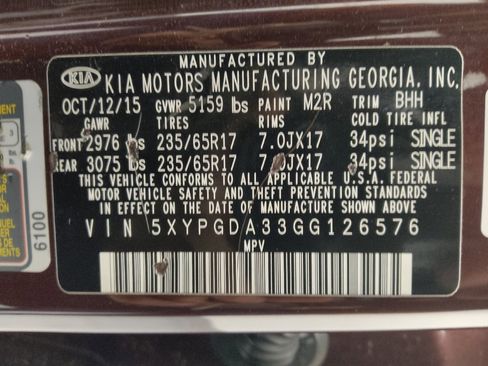 MANUFACTURED BY
KIA KIA MOTORS MANUFACTURING GEORGIA, INC.
OCT/12/15 GVWR 5159 lbs PAINT M2R TRIM BHH
GAWR TIRES RIMS COLD TIRE INFL
FRONT 2976 lbs 235/65R17 7.0JX17 34psi SINGLE
REAR 3075 lbs 235/65R17 7.0JX17 34psi SINGLE
THIS VEHICLE CONFORMS TO ALL APPLICABLE U.S.A. FEDERAL
MOTOR VEHICLE SAFETY AND THEFT PREVENTION STANDARDS
IN EFFECT ON THE DATE OF MANUFACTURE SHOWN ABOVE.
VIN 5XYPGDA33GG126576
MPV
6100